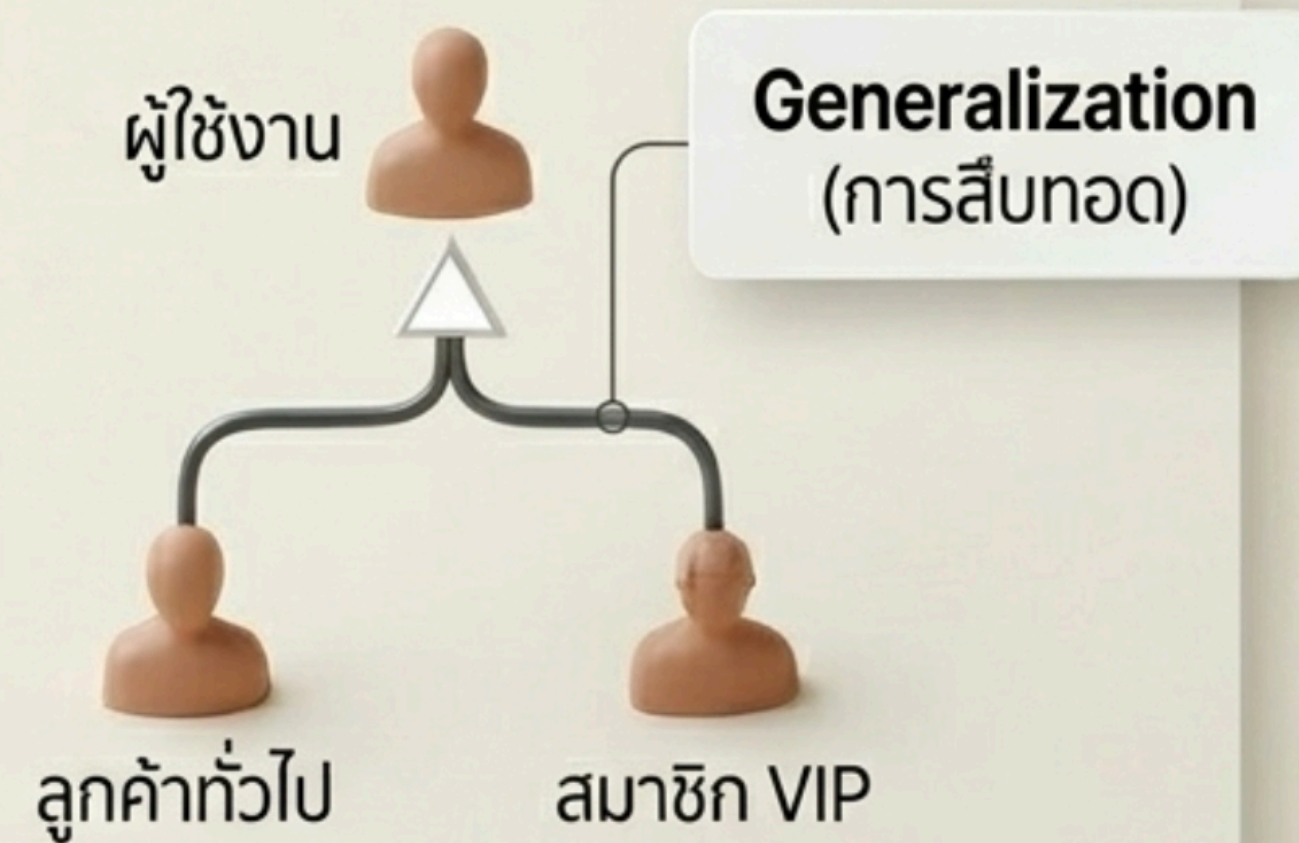 ผู้ใช้งาน
Generalization
(การสืบทอด)
ลูกค้าทั่วไป
สมาชิก VIP